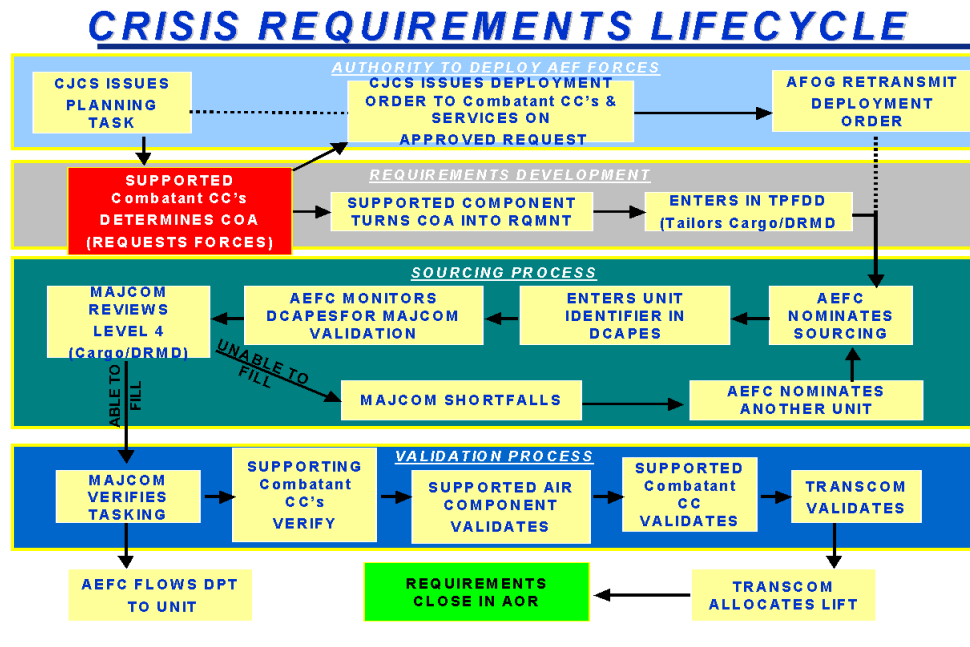 CRISIS REQUIREMENTS LIFECYCLE
AUTHORITY TO DEPLOY AEF FORCES
CJCS ISSUES
PLANNING
TASK
CJCS ISSUES DEPLOYMENT
ORDER TO Combatant CC's &
SERVICES ON
APPROVED REQUEST
AFOG RETRANSMIT
DEPLOYMENT
ORDER
REQUIREMENTS DEVELOPMENT
SUPPORTED
Combatant CC's
DETERMINES COA
(REQUESTS FORCES)
SUPPORTED COMPONENT
TURNS COA INTO RQMNT
ENTERS IN TPFDD
(Tailors Cargo/DRMD
SOURCING PROCESS
MAJCOM
REVIEWS
LEVEL 4
(Cargo/DRMD)
AEFC MONITORS
DCAPESFOR MAJCOM
VALIDATION
ENTERS UNIT
IDENTIFIER IN
DCAPES
AEFC
NOMINATES
SOURCING
UNABLE TO
FILL
ABLE TO
FILL
MAJCOM SHORTFALLS
AEFC NOMINATES
ANOTHER UNIT
VALIDATION PROCESS
MAJCOM
VERIFIES
TASKING
SUPPORTING
Combatant
CC's
VERIFY
SUPPORTED AIR
COMPONENT
VALIDATES
SUPPORTED
Combatant
CC
VALIDATES
TRANSCOM
VALIDATES
AEFC FLOWS DPT
TO UNIT
REQUIREMENTS
CLOSE IN AOR
TRANSCOM
ALLOCATES LIFT